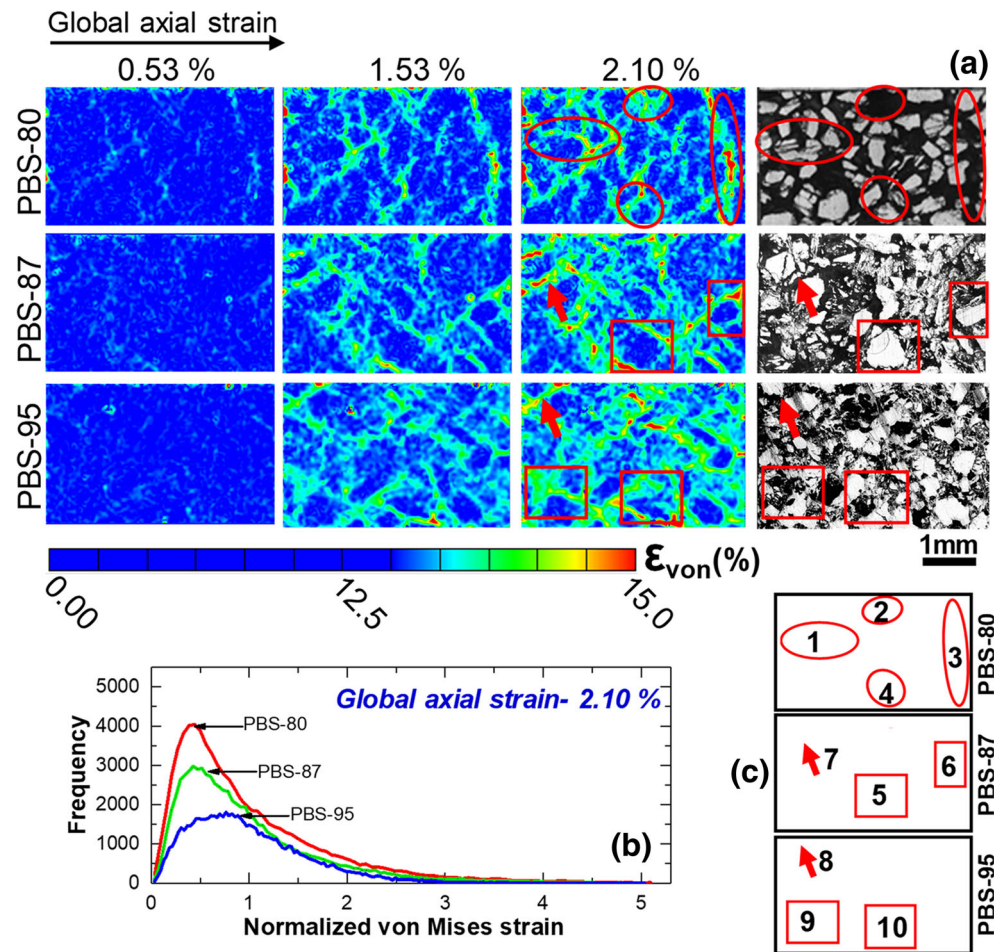 Global axial strain
(a)
0.53 % 1.53 % 2.10 %
PBS-80
PBS-87
PBS-95
1mm
εvon(%)
0.00 12.5 15.0
(b)
Global axial strain- 2.10 %
Frequency
5000
4000
3000
2000
1000
0
PBS-80
PBS-87
PBS-95
0 1 2 3 4 5
Normalized von Mises strain
(c)
1 2 3 4
PBS-80
5 6 7
PBS-87
8 9 10
PBS-95